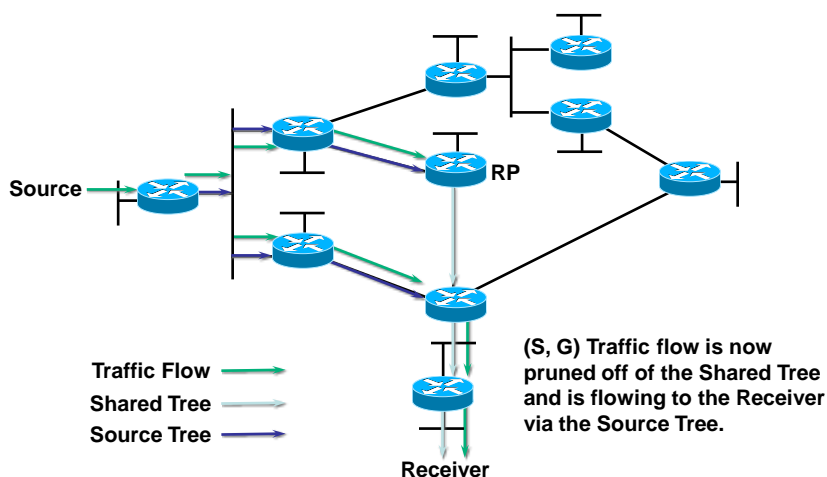 RP
Source
(S, G) Traffic flow is now
pruned off of the Shared Tree
and is flowing to the Receiver
via the Source Tree.
Traffic Flow
Shared Tree
Source Tree
Receiver